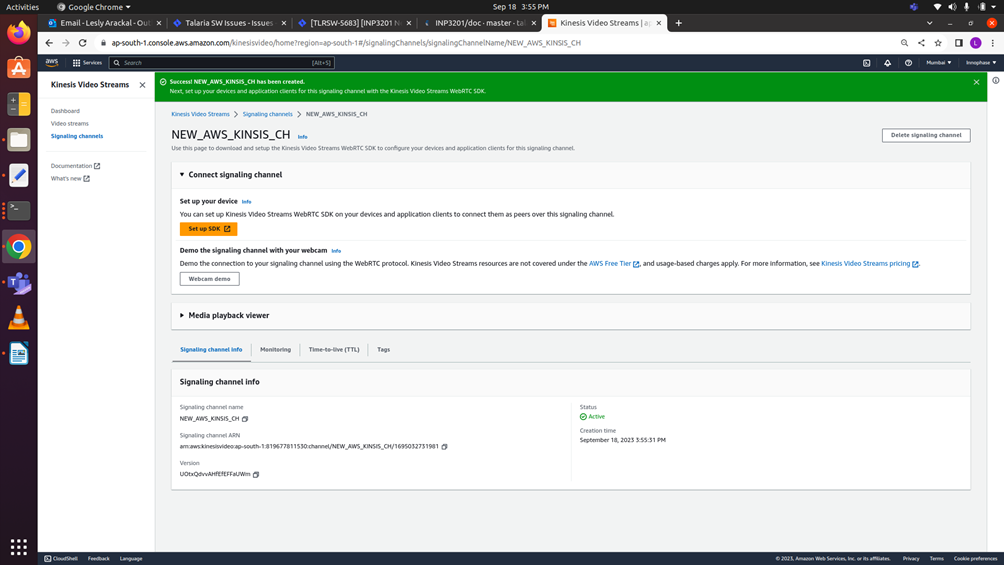 Activities
Google Chrome
Sep 18 3:55 PM
Email - Lesly Arackal - Out
Talaria SW Issues - Issues
[TLRSW-5683] [INP3201 N
INP3201/doc - master · tal
Kinesis Video Streams | ap
ap-south-1.console.aws.amazon.com/kinesisvideo/home?region=ap-south-1#/signalingChannels/signalingChannelName/NEW_AWS_KINSIS_CH
aws
Services
Search
[Alt+S]
Mumbai
Innophase
Kinesis Video Streams
Dashboard
Video streams
Signaling channels
Documentation
What's new
Success! NEW_AWS_KINSIS_CH has been created.
Next, set up your devices and application clients for this signaling channel with the Kinesis Video Streams WebRTC SDK.
Kinesis Video Streams > Signaling channels > NEW_AWS_KINSIS_CH
NEW_AWS_KINSIS_CH Info
Delete signaling channel
Use this page to download and setup the Kinesis Video Streams WebRTC SDK to configure your devices and application clients for this signaling channel.
Connect signaling channel
Set up your device Info
You can set up Kinesis Video Streams WebRTC SDK on your devices and application clients to connect them as peers over this signaling channel.
Set up SDK
Demo the signaling channel with your webcam Info
Demo the connection to your signaling channel using the WebRTC protocol. Kinesis Video Streams resources are not covered under the AWS Free Tier, and usage-based charges apply. For more information, see Kinesis Video Streams pricing.
Webcam demo
Media playback viewer
Signaling channel info
Monitoring
Time-to-live (TTL)
Tags
Signaling channel info
Signaling channel name
NEW_AWS_KINSIS_CH
Signaling channel ARN
arn:aws:kinesisvideo:ap-south-1:819677811530:channel/NEW_AWS_KINSIS_CH/1695032731981
Version
UOtxQdvvAHfEfEFFaUWm
Status
Active
Creation time
September 18, 2023 3:55:31 PM
CloudShell
Feedback
Language
© 2023, Amazon Web Services, Inc. or its affiliates.
Privacy
Terms
Cookie preferences